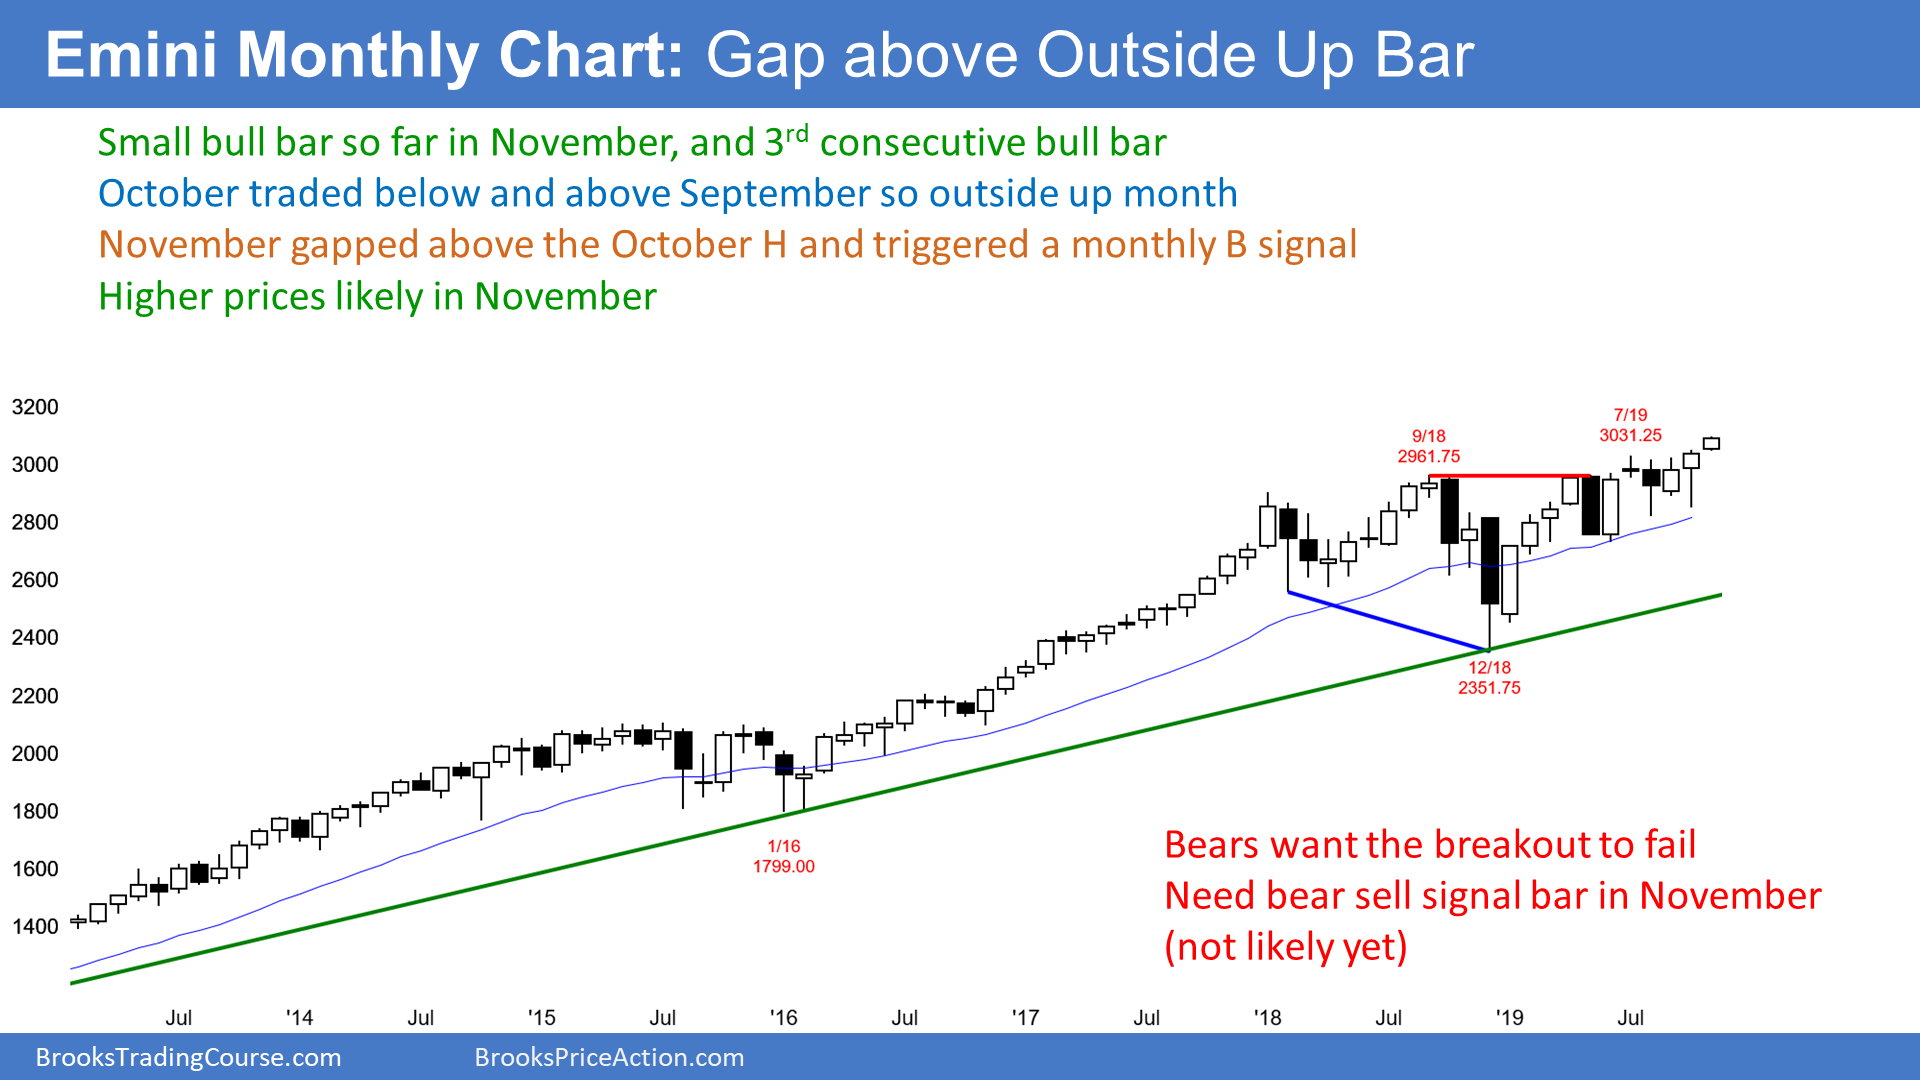 Emini Monthly Chart: Gap above Outside Up Bar
Small bull bar so far in November, and 3rd consecutive bull bar
October traded below and above September so outside up month
November gapped above the October H and triggered a monthly B signal
Higher prices likely in November
3200
3000
2800
2600
2400
2200
2000
1800
1600
1400
7/19
3031.25
9/18
2961.75
12/18
2351.75
1/16
1799.00
Bears want the breakout to fail
Need bear sell signal bar in November
(not likely yet)
Jul '14 Jul '15 Jul '16 Jul '17 Jul '18 Jul '19 Jul
BrooksTradingCourse.com BrooksPriceAction.com